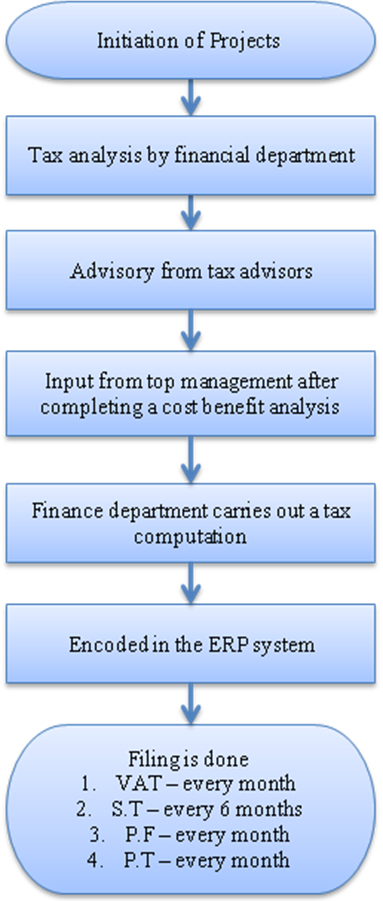 Initiation of Projects
Tax analysis by financial department
Advisory from tax advisors
Input from top management after
completing a cost benefit analysis
Finance department carries out a tax
computation
Encoded in the ERP system
Filing is done
1. VAT – every month
2. S.T – every 6 months
3. P.F – every month
4. P.T – every month